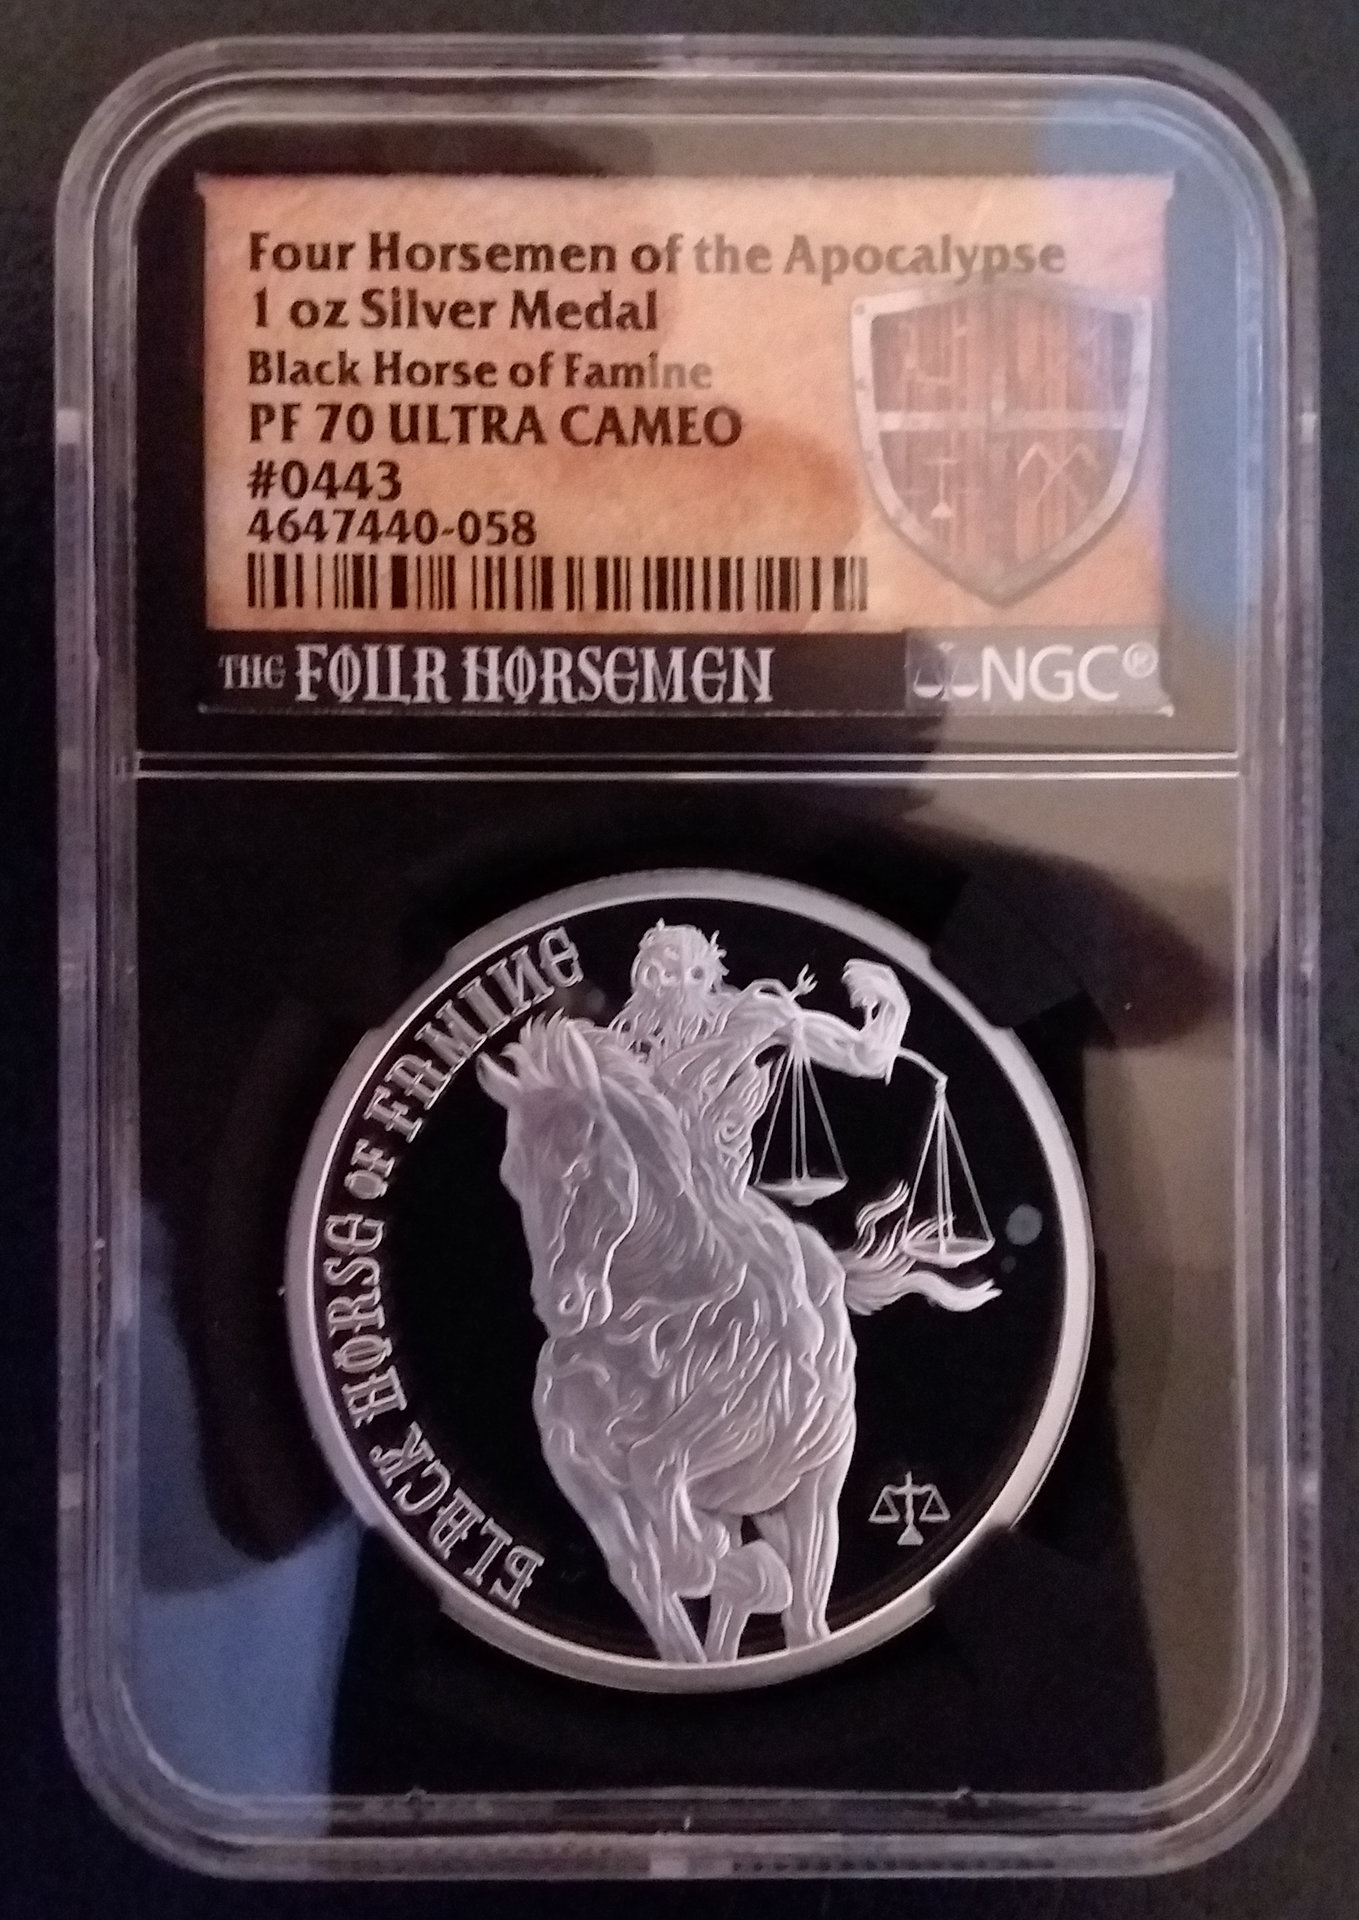 Four Horsemen of the Apocalypse
1 oz Silver Medal
Black Horse of Famine
PF 70 ULTRA CAMEO
#0443
4647440-058
THE FOUR HORSEMEN
NGC®
BLACK HORSE OF FAMINE